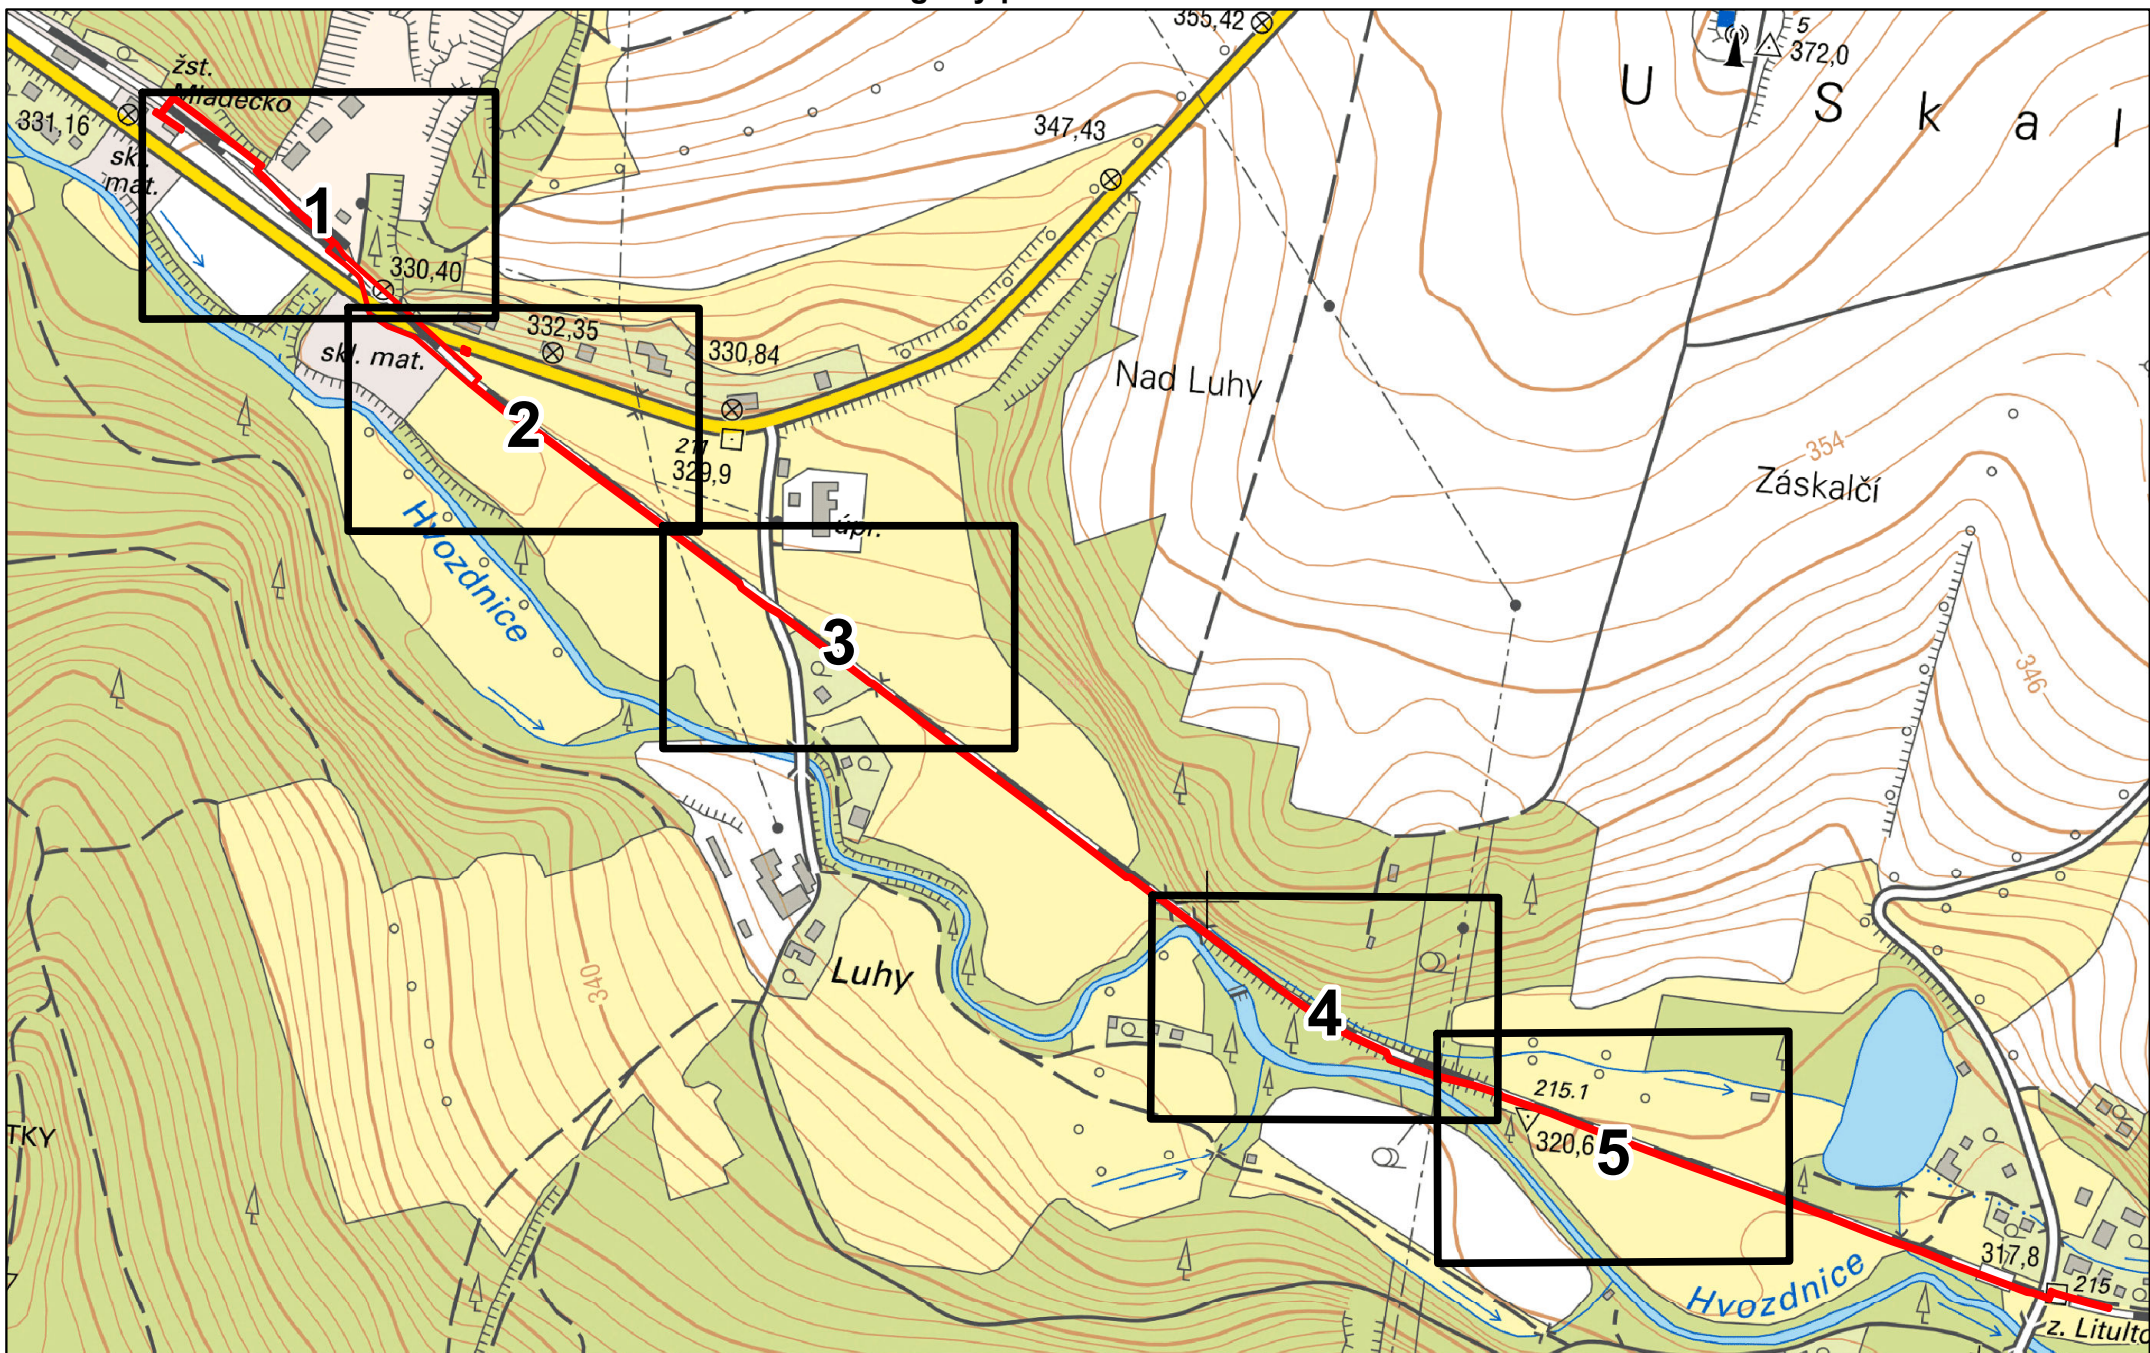 355,42
5
372,0
U S k a l
žst.
Mladecko
331,16
347,43
skl.
mat.
1
330,40
332,35
330,84
skl. mat.
Nad Luhy
2
211
329,9
354
Záskalčí
úpr.
Hvozdnice
3
346
340
Luhy
4
215.1
320,6
5
TKY
317,8
Hvozdnice
215
z. Litulto